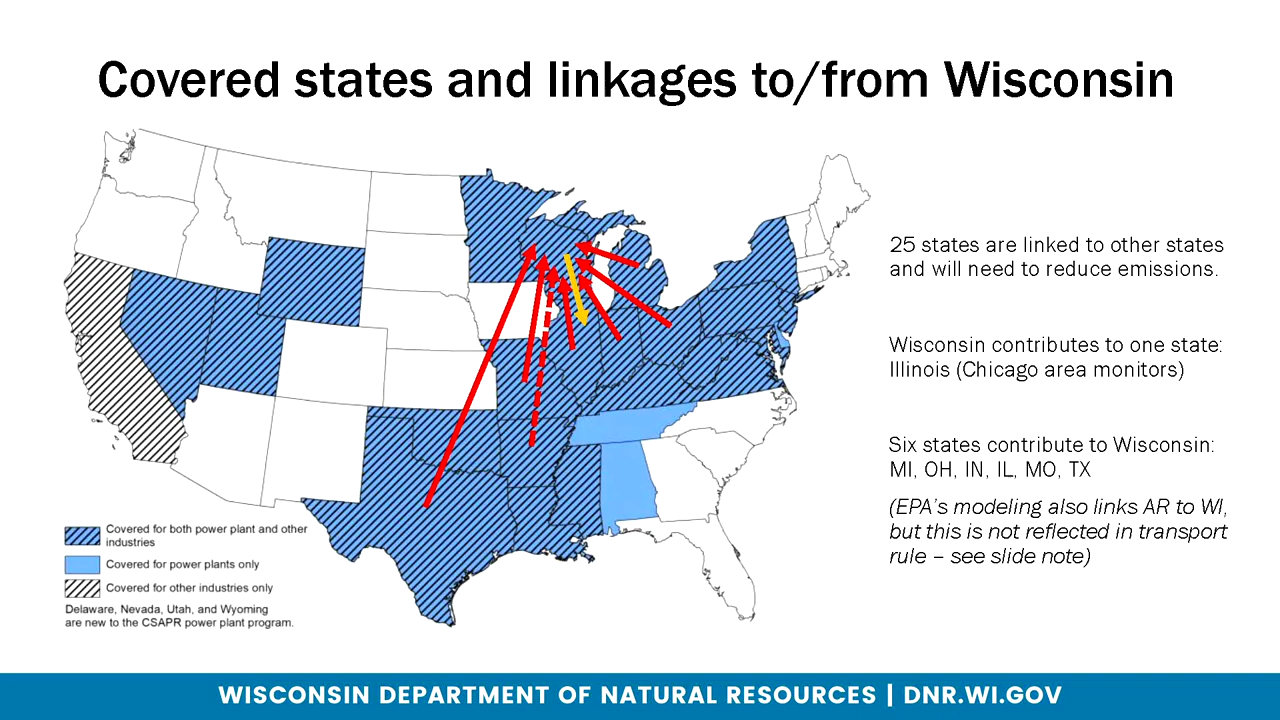 Covered states and linkages to/from Wisconsin
25 states are linked to other states
and will need to reduce emissions.
Wisconsin contributes to one state:
Illinois (Chicago area monitors)
Six states contribute to Wisconsin:
MI, OH, IN, IL, MO, TX
(EPA's modeling also links AR to WI,
but this is not reflected in transport
rule – see slide note)
Covered for both power plant and other
industries
Covered for power plants only
Covered for other industries only
Delaware, Nevada, Utah, and Wyoming
are new to the CSAPR power plant program.
WISCONSIN DEPARTMENT OF NATURAL RESOURCES | DNR.WI.GOV